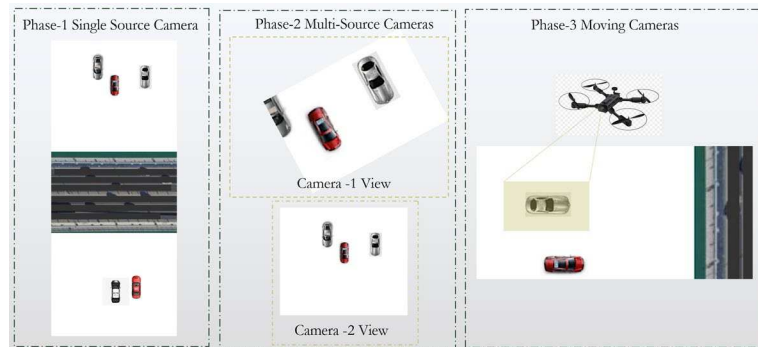 Phase-1 Single Source Camera
Phase-2 Multi-Source Cameras
Camera -1 View
Camera -2 View
Phase-3 Moving Cameras